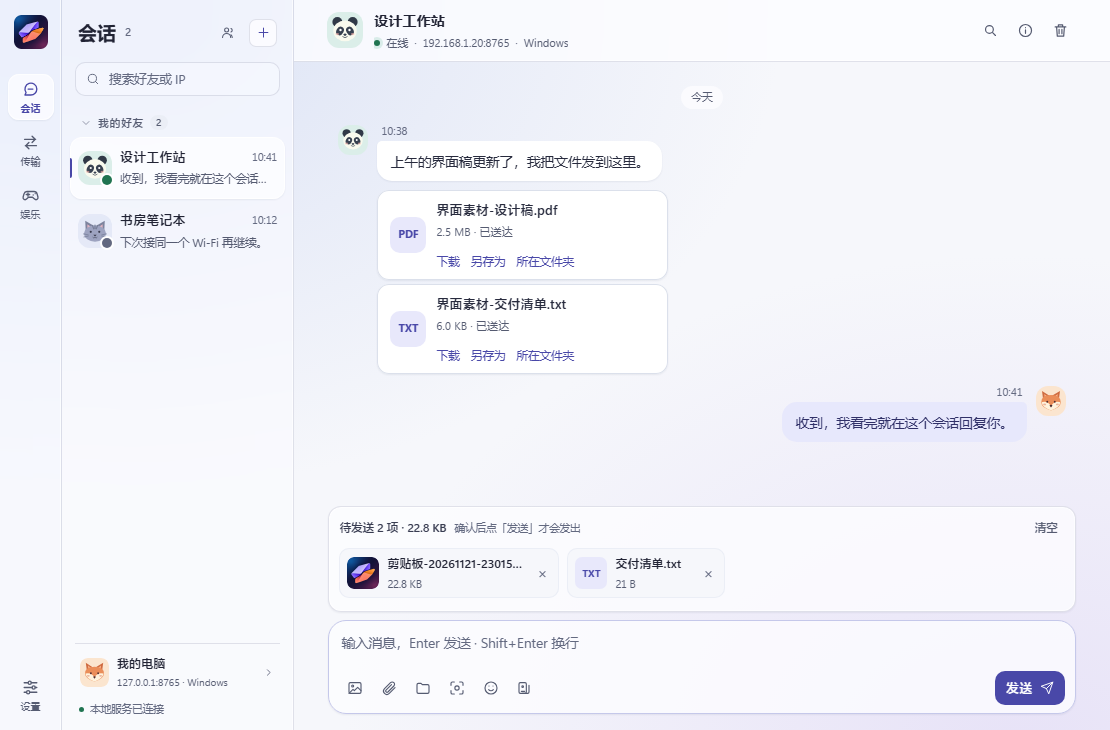 会话
传输
娱乐
设置
会话 2
搜索好友或 IP
我的好友 2
设计工作站 10:41
收到，我看完就在这个会话...
书房笔记本 10:12
下次接同一个 Wi-Fi 再继续。
我的电脑
127.0.0.1:8765 · Windows
本地服务已连接
设计工作站
在线 · 192.168.1.20:8765 · Windows
今天
10:38
上午的界面稿更新了，我把文件发到这里。
PDF
界面素材-设计稿.pdf
2.5 MB · 已送达
下载 另存为 所在文件夹
TXT
界面素材-交付清单.txt
6.0 KB · 已送达
下载 另存为 所在文件夹
10:41
收到，我看完就在这个会话回复你。
待发送 2 项 · 22.8 KB 确认后点「发送」才会发出 清空
剪贴板-20261121-23015...
22.8 KB
TXT
交付清单.txt
21 B
输入消息，Enter 发送 · Shift+Enter 换行
发送